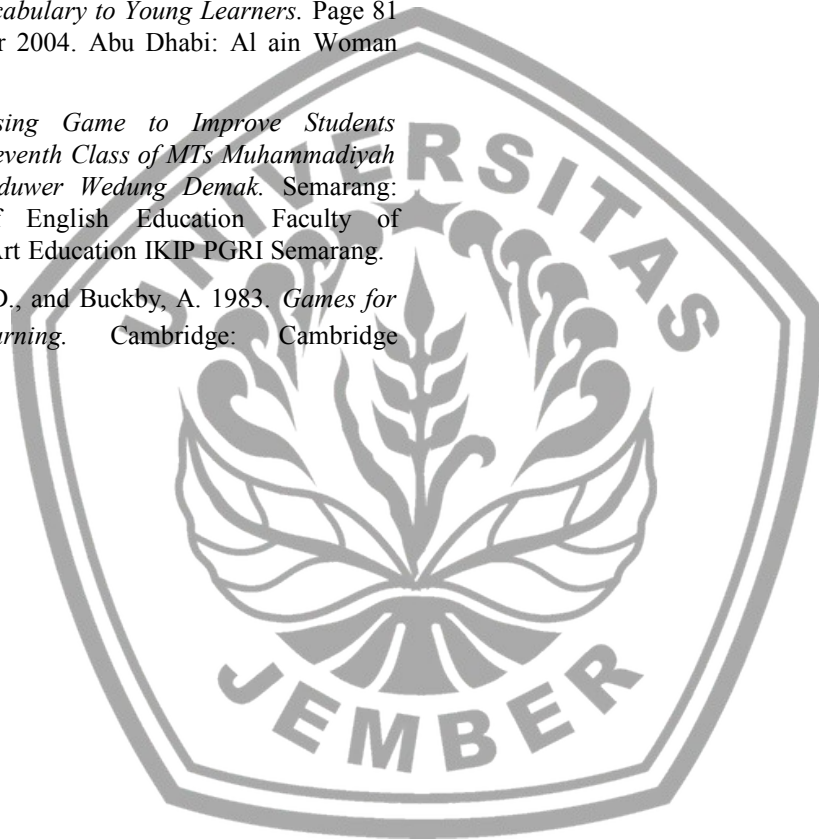 cabulary to Young Learners. Page 81
r 2004. Abu Dhabi: Al ain Woman
sing Game to Improve Students
eventh Class of MTs Muhammadiyah
duwer Wedung Demak. Semarang:
f English Education Faculty of
Art Education IKIP PGRI Semarang.
D., and Buckby, A. 1983. Games for
rning. Cambridge: Cambridge
UNIVERSITAS
JEMBER